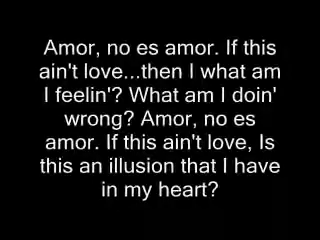 Amor, no es amor. If this
ain't love...then I what am
I feelin'? What am I doin'
wrong? Amor, no es
amor. If this ain't love, Is
this an illusion that I have
in my heart?